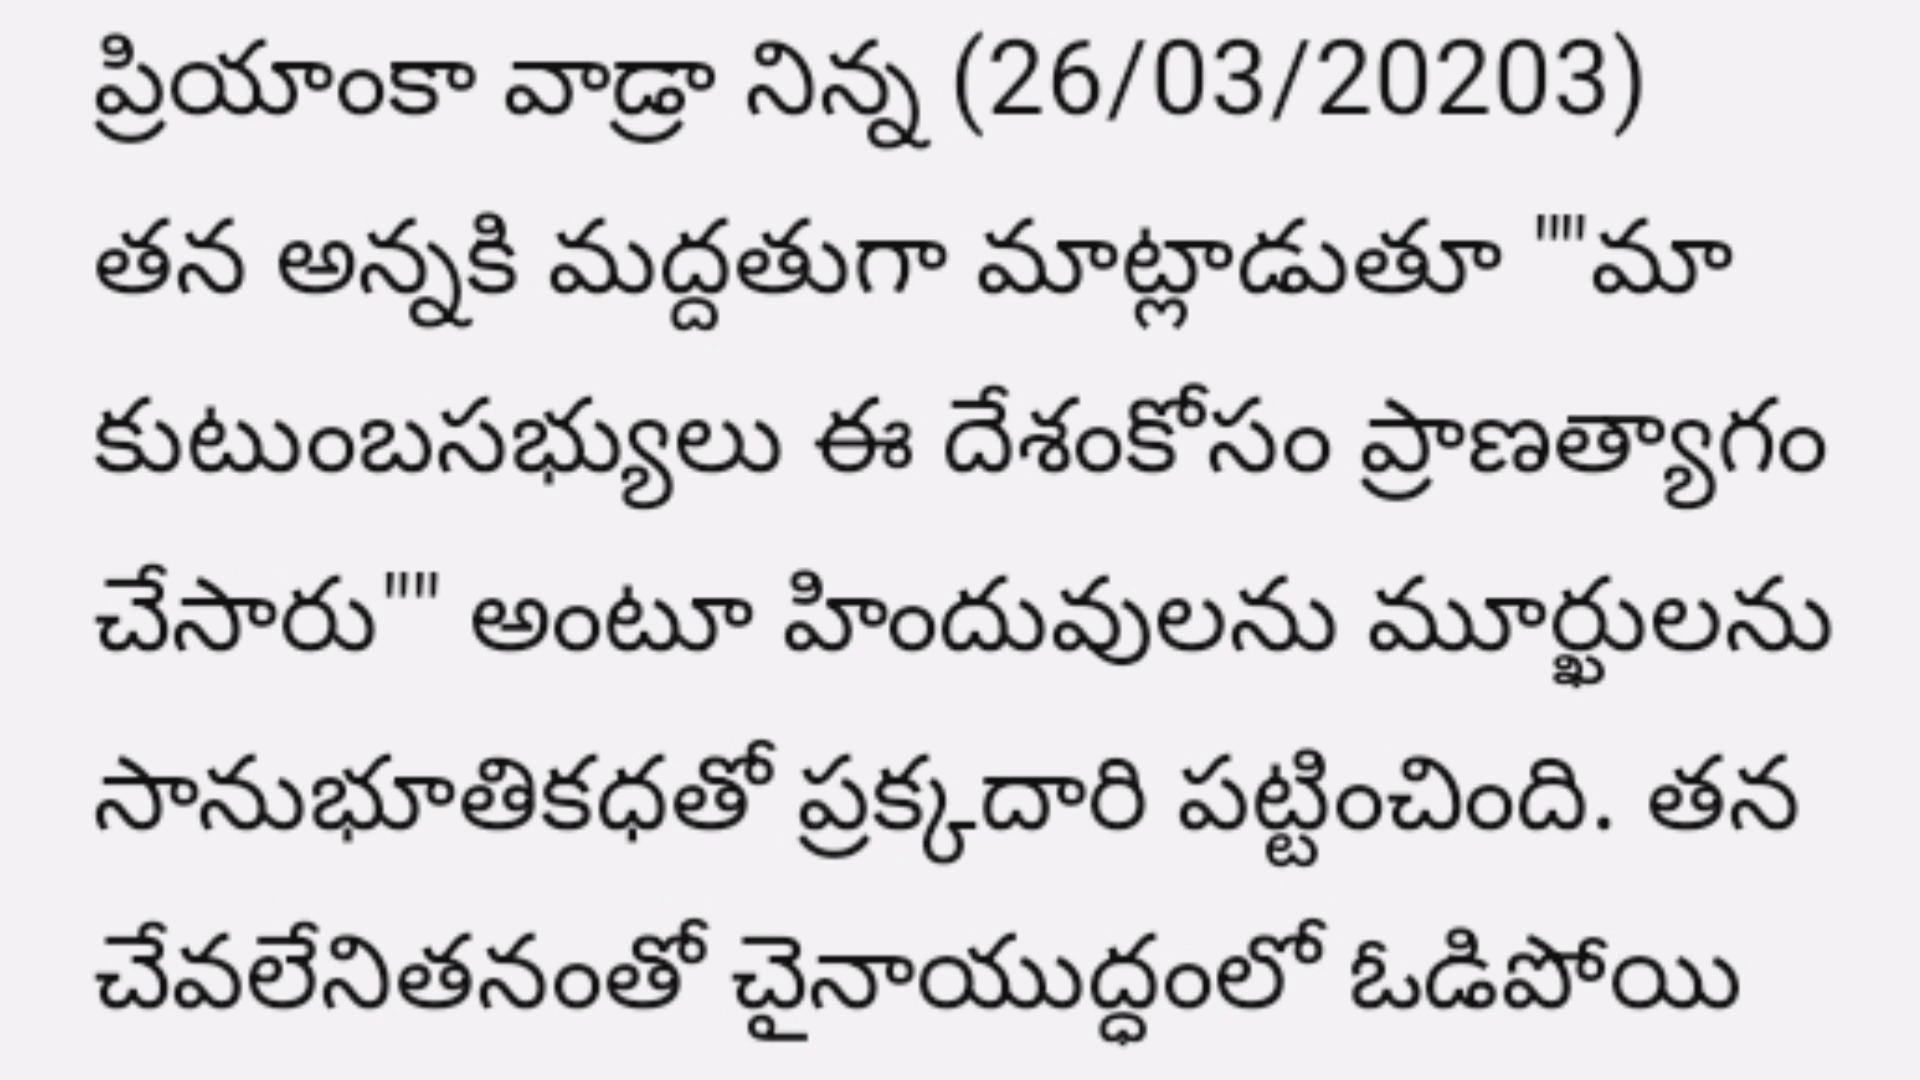 ప్రియాంకా వాడ్రా నిన్న (26/03/20203)
తన అన్నకి మద్దతుగా మాట్లాడుతూ ""మా
కుటుంబసభ్యులు ఈ దేశంకోసం ప్రాణత్యాగం
చేసారు"" అంటూ హిందువులను మూర్ఖులను
సానుభూతికధతో ప్రక్కదారి పట్టించింది. తన
చేవలేనితనంతో చైనాయుద్ధంలో ఓడిపోయి